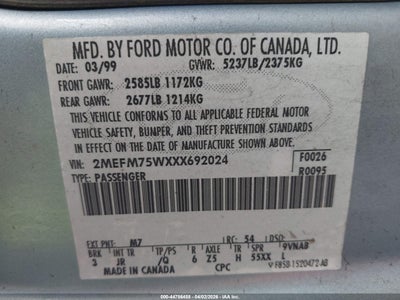 MFD. BY FORD MOTOR CO. OF CANADA, LTD.
DATE: 03/99 GVWR: 5237LB/2375KG
FRONT GAWR: 2585LB 1172KG
REAR GAWR: 2677LB 1214KG
THIS VEHICLE CONFORMS TO ALL APPLICABLE FEDERAL MOTOR
VEHICLE SAFETY, BUMPER, AND THEFT PREVENTION STANDARDS
IN EFFECT ON THE DATE OF MANUFACTURE SHOWN ABOVE.
VIN: 2MEFM75WXXX692024 F0026
TYPE: PASSENGER R0095
EXT PNT: M7 RC: 54 DSO:
BRK INT TR TP/PS R AXLE TR SPR 9VNAB
3 JR /Q 6 Z5 H 55XX L
MADE IN CANADA CPC F85B-1520472-AB
000-44798488 - 04/02/2026 - IAA